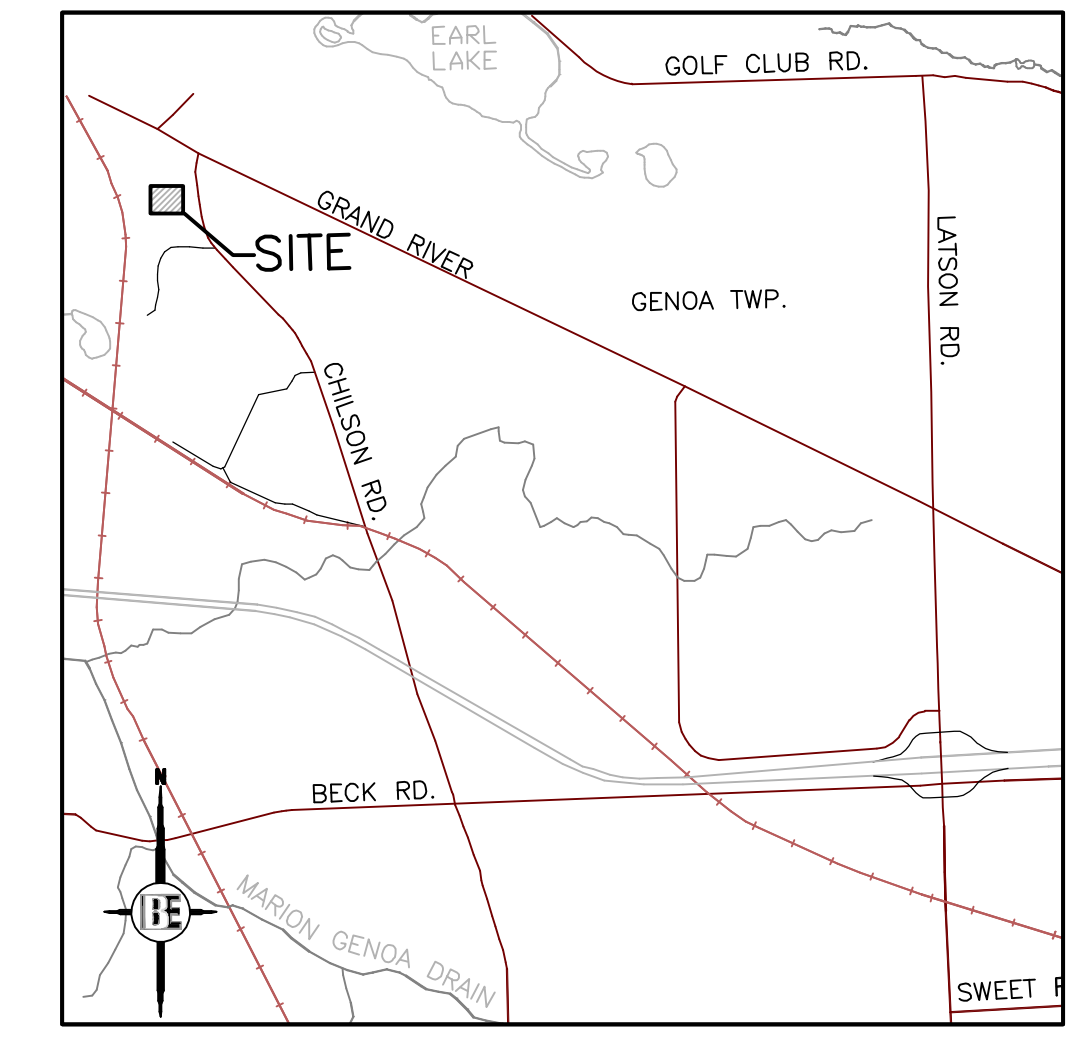 EARL
LAKE
GOLF CLUB RD.
GRAND RIVER
SITE
LATSON RD.
GENOA TWP.
CHILSON RD.
N
BECK RD.
BE
MARION GENOA DRAIN
SWEET